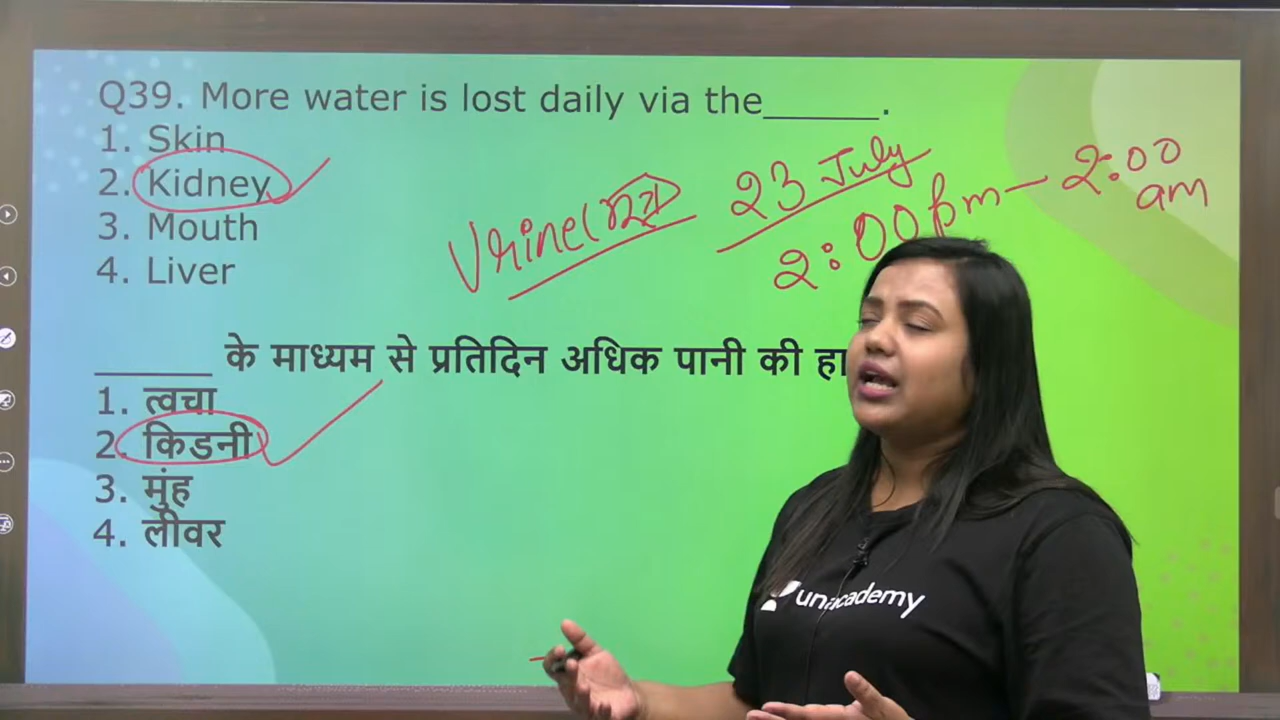 Q39. More water is lost daily via the______.
1. Skin
2. Kidney
3. Mouth
4. Liver
Urine(
23 July
2:00 pm - 2:00 am
______ के माध्यम से प्रतिदिन अधिक पानी की हा
1. त्वचा
2. किडनी
3. मुंह
4. लीवर
unacademy